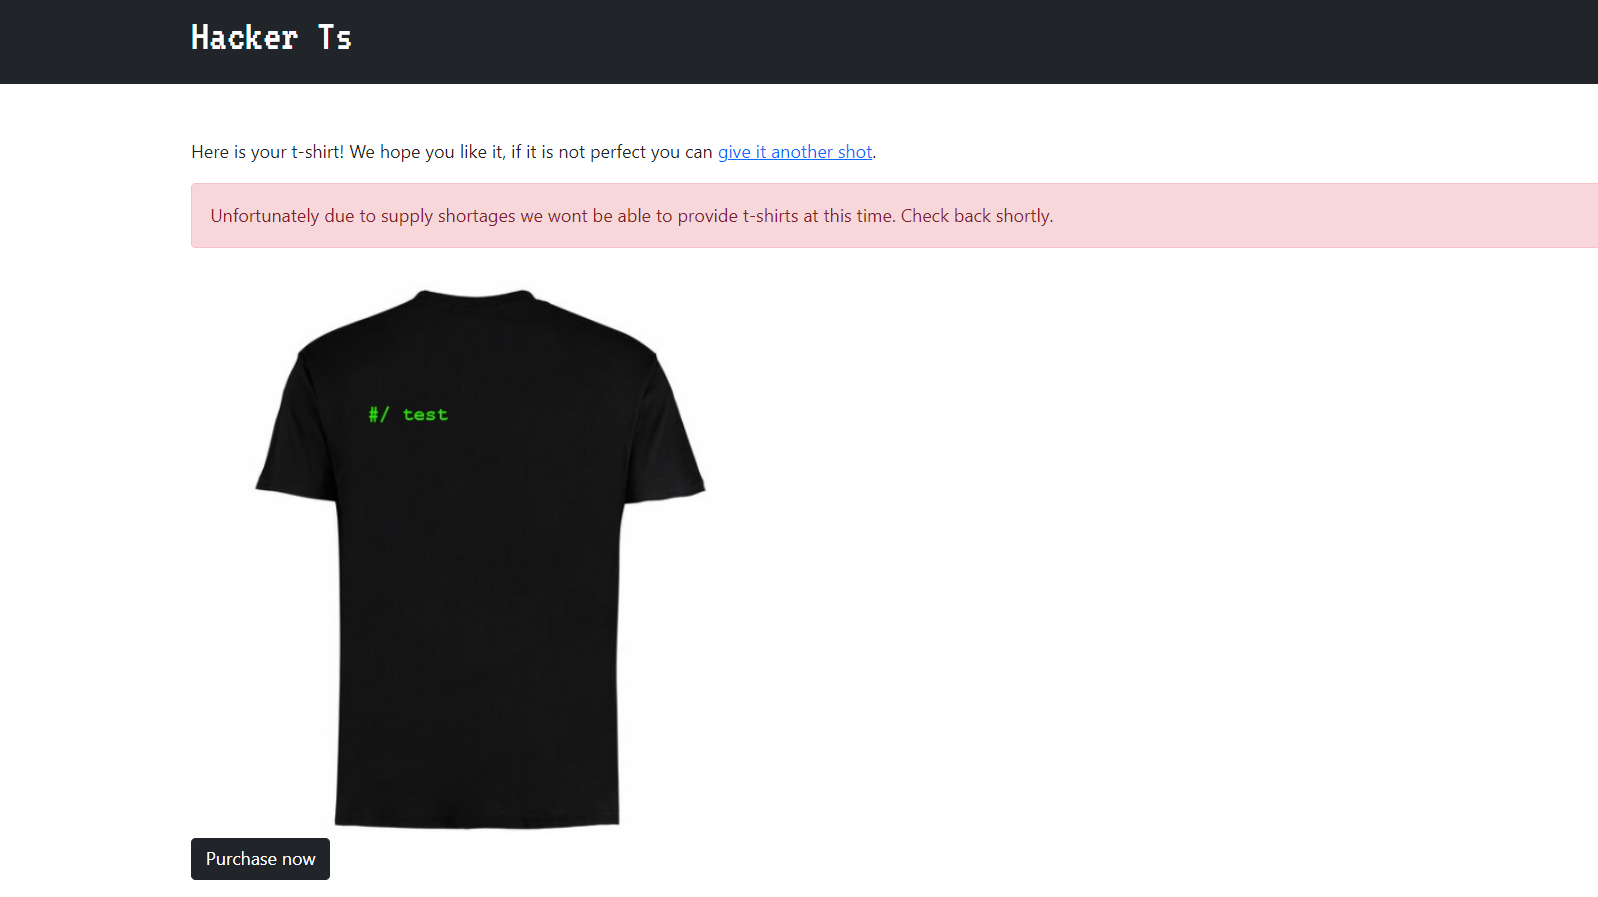 Hacker Ts
Here is your t-shirt! We hope you like it, if it is not perfect you can give it another shot.
Unfortunately due to supply shortages we wont be able to provide t-shirts at this time. Check back shortly.
#/ test
Purchase now